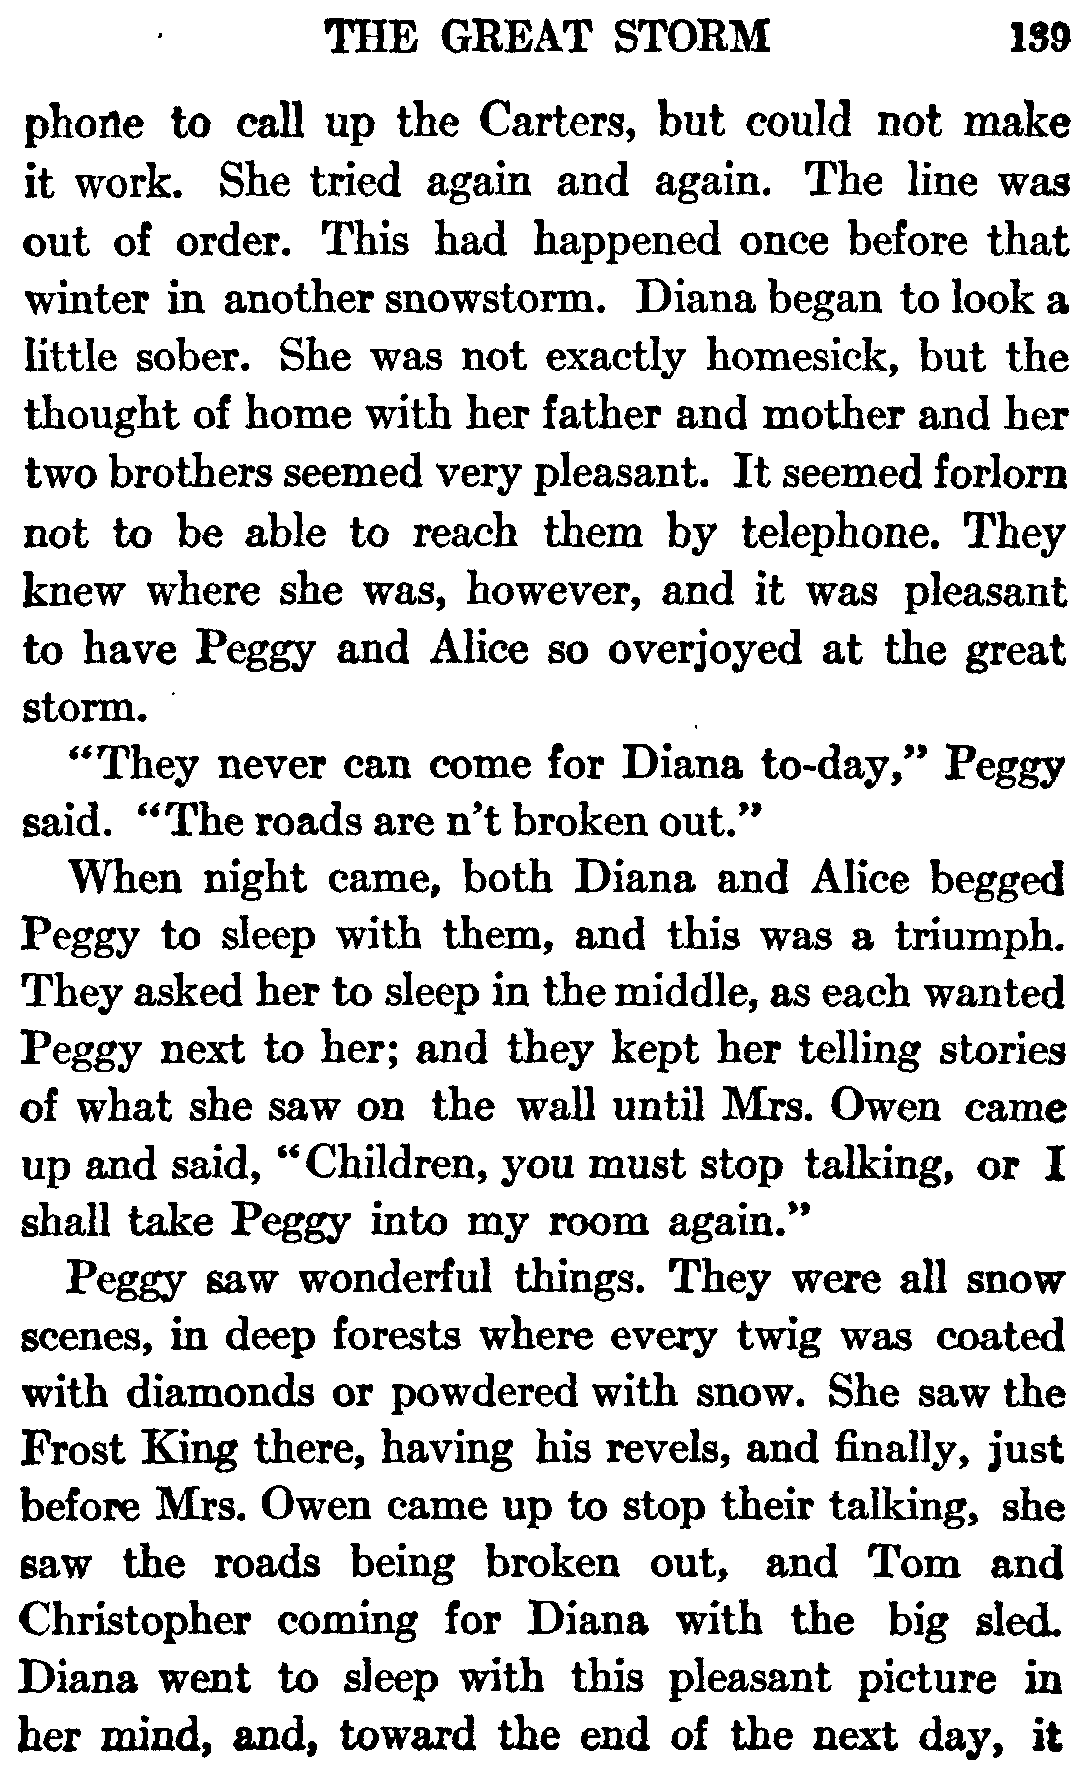 THE GREAT STORM 139
phone to call up the Carters, but could not make
it work. She tried again and again. The line was
out of order. This had happened once before that
winter in another snowstorm. Diana began to look a
little sober. She was not exactly homesick, but the
thought of home with her father and mother and her
two brothers seemed very pleasant. It seemed forlorn
not to be able to reach them by telephone. They
knew where she was, however, and it was pleasant
to have Peggy and Alice so overjoyed at the great
storm.
“They never can come for Diana to-day,” Peggy
said. “The roads are n't broken out.”
When night came, both Diana and Alice begged
Peggy to sleep with them, and this was a triumph.
They asked her to sleep in the middle, as each wanted
Peggy next to her; and they kept her telling stories
of what she saw on the wall until Mrs. Owen came
up and said, “Children, you must stop talking, or I
shall take Peggy into my room again.”
Peggy saw wonderful things. They were all snow
scenes, in deep forests where every twig was coated
with diamonds or powdered with snow. She saw the
Frost King there, having his revels, and finally, just
before Mrs. Owen came up to stop their talking, she
saw the roads being broken out, and Tom and
Christopher coming for Diana with the big sled.
Diana went to sleep with this pleasant picture in
her mind, and, toward the end of the next day, it